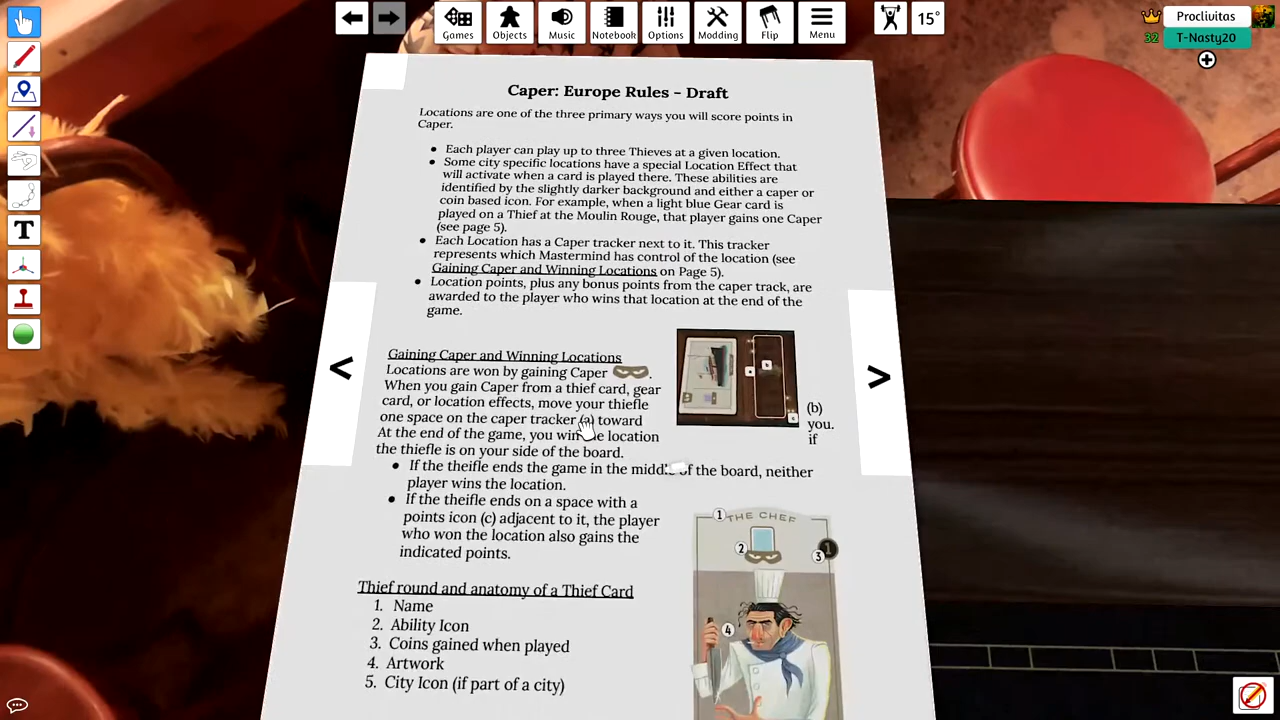 Games
Objects
Music
Notebook
Options
Modding
Flip
Menu
15°
Proclivitas
32
T-Nasty20
T
Caper: Europe Rules - Draft
Locations are one of the three primary ways you will score points in
Caper.
Each player can play up to three Thieves at a given location.
Some city specific locations have a special Location Effect that
will activate when a card is played there. These abilities are
identified by the slightly darker background and either a caper or
coin based icon. For example, when a light blue Gear card is
played on a Thief at the Moulin Rouge, that player gains one Caper
(see page 5).
Each Location has a Caper tracker next to it. This tracker
represents which Mastermind has control of the location (see
Gaining Caper and Winning Locations on Page 5).
Location points, plus any bonus points from the caper track, are
awarded to the player who wins that location at the end of the
game.
<
>
Gaining Caper and Winning Locations
Locations are won by gaining Caper .
When you gain Caper from a thief card, gear
card, or location effects, move your thiefle (b)
one space on the caper tracker (a) toward you.
At the end of the game, you win the location if
the thiefle is on your side of the board.
If the theifle ends the game in the middle of the board, neither
player wins the location.
If the theifle ends on a space with a
points icon (c) adjacent to it, the player
who won the location also gains the
indicated points.
Thief round and anatomy of a Thief Card
1. Name
2. Ability Icon
3. Coins gained when played
4. Artwork
5. City Icon (if part of a city)
1 THE CHEF
2
3 1
4